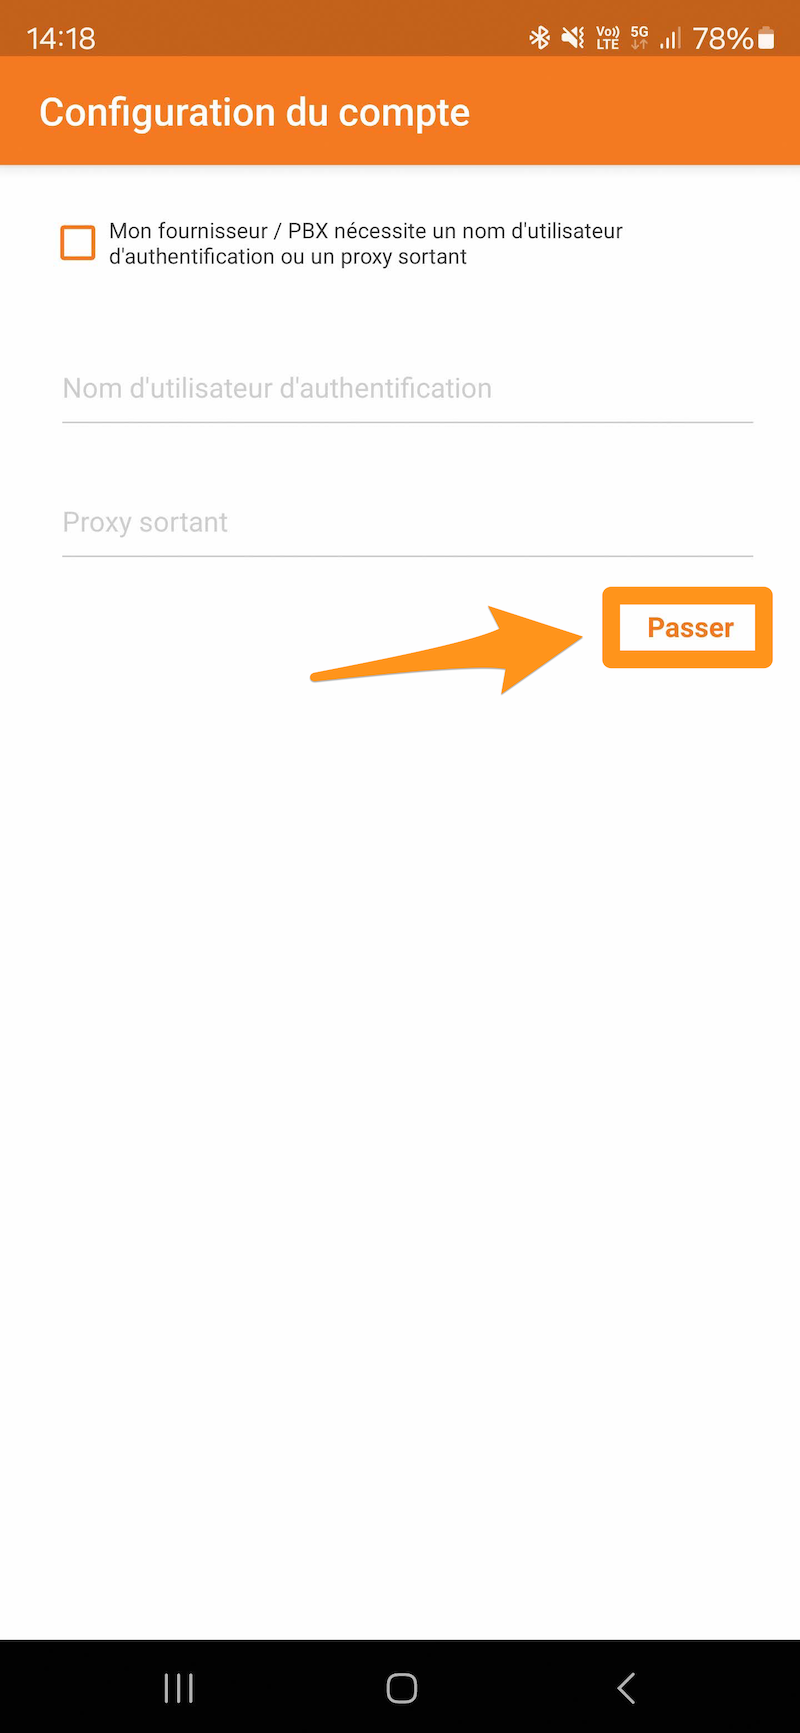 14:18 Vo)) LTE 5G 78%
Configuration du compte
Mon fournisseur / PBX nécessite un nom d'utilisateur
d'authentification ou un proxy sortant
Nom d'utilisateur d'authentification
Proxy sortant
Passer